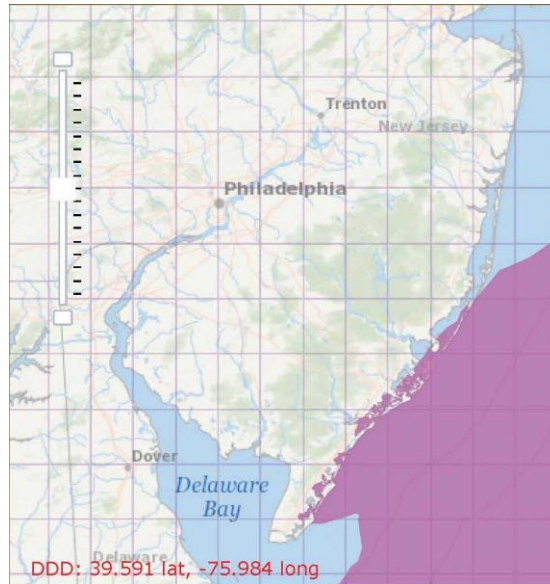 Trenton
New Jersey
Philadelphia
Dover
Delaware
Bay
Delaware
DDD: 39.591 lat, -75.984 long